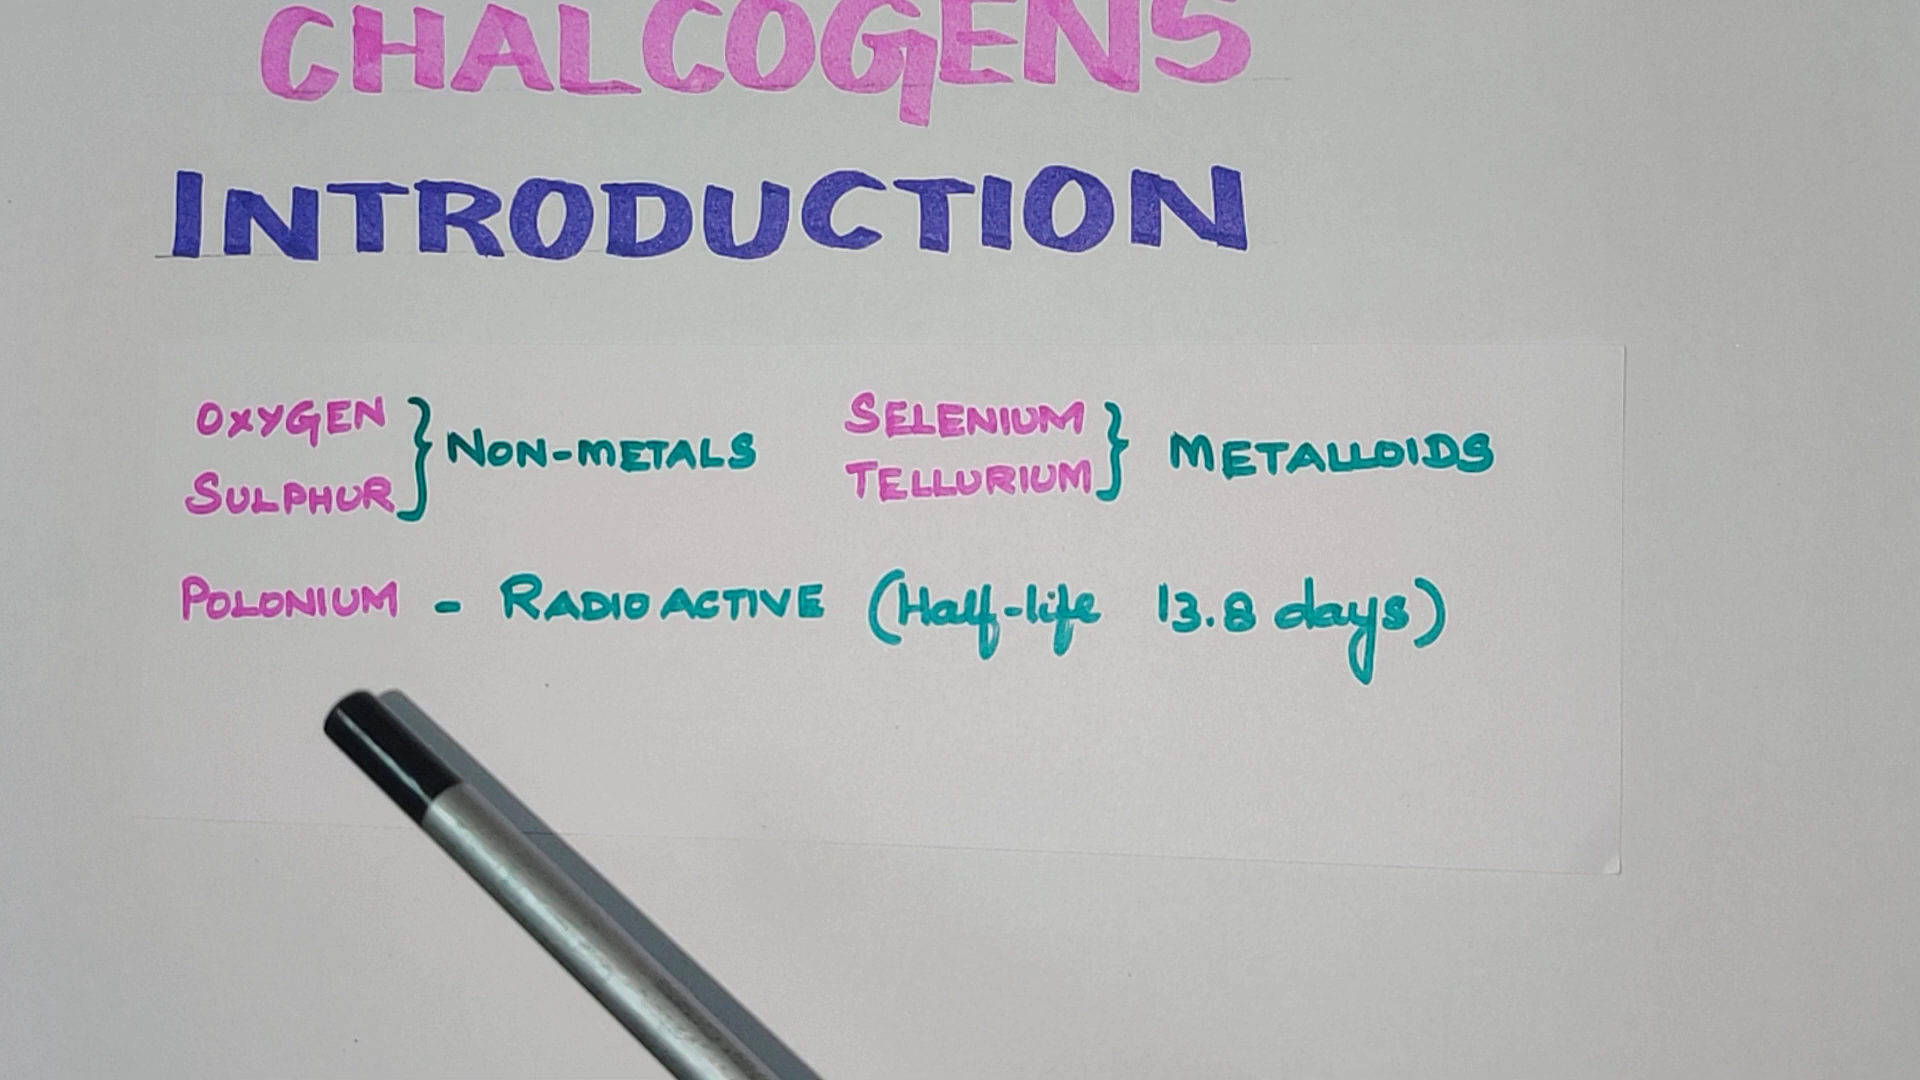 CHALCOGENS
INTRODUCTION
OXYGEN } NON-METALS SELENIUM } METALLOIDS
SULPHUR TELLURIUM
POLONIUM - RADIOACTIVE (Half-life 13.8 days)